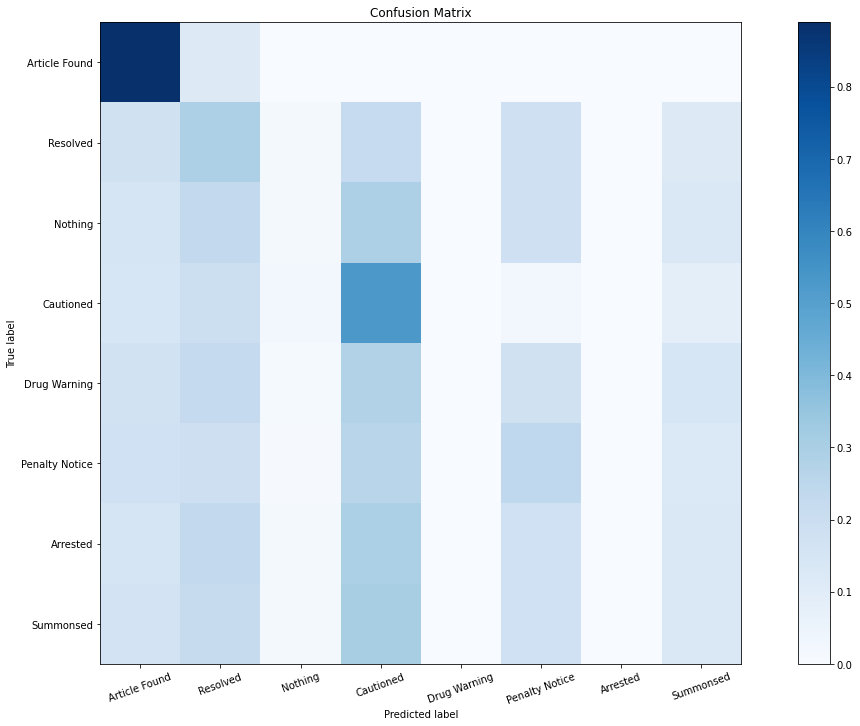 Confusion Matrix
True label
Article Found
Resolved
Nothing
Cautioned
Drug Warning
Penalty Notice
Arrested
Summonsed
Article Found
Resolved
Nothing
Cautioned
Drug Warning
Penalty Notice
Arrested
Summonsed
Predicted label
0.8
0.7
0.6
0.5
0.4
0.3
0.2
0.1
0.0